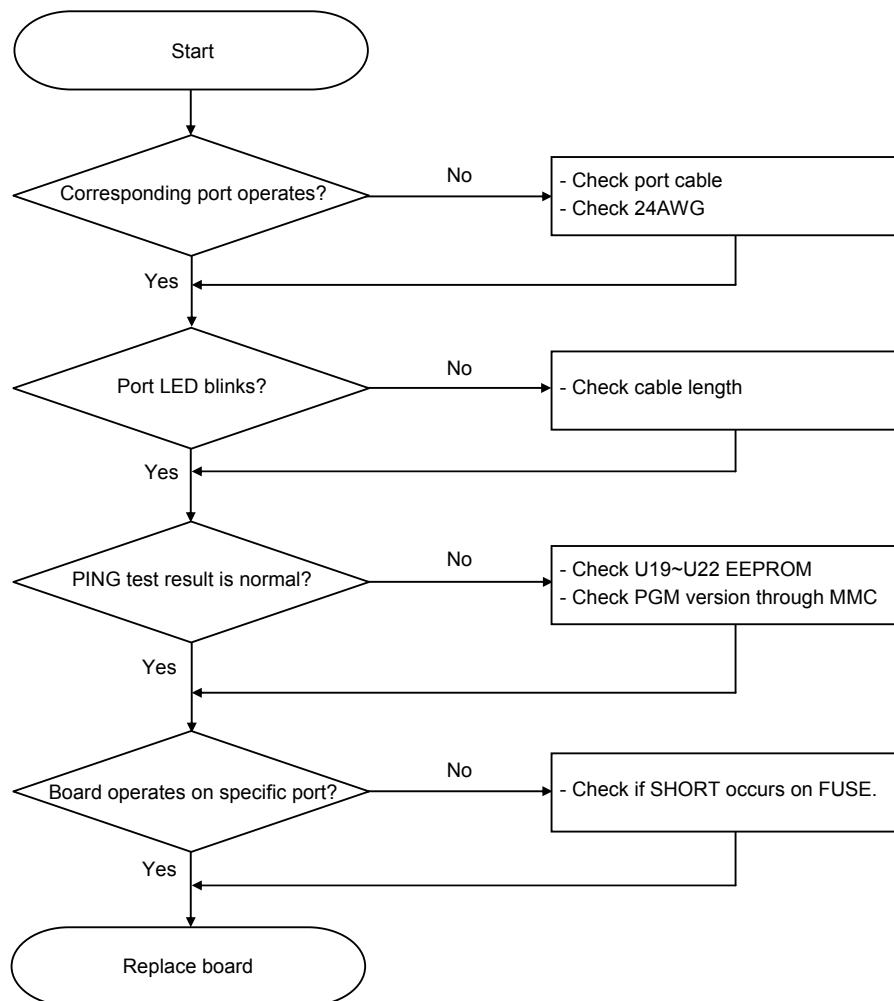 Start
Corresponding port operates?
No
- Check port cable
- Check 24AWG
Yes
Port LED blinks?
No
- Check cable length
Yes
PING test result is normal?
No
- Check U19~U22 EEPROM
- Check PGM version through MMC
Yes
Board operates on specific port?
No
- Check if SHORT occurs on FUSE.
Yes
Replace board